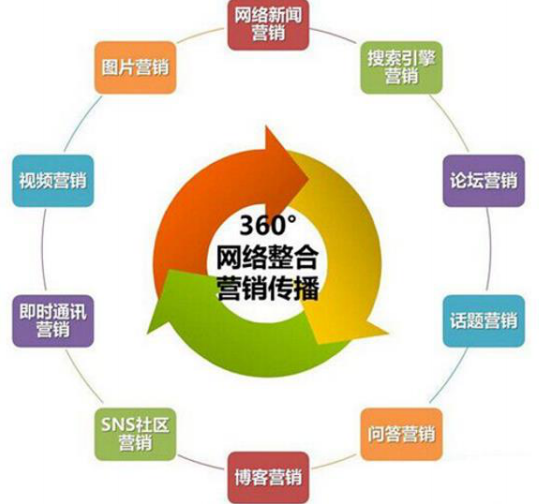 网络新闻
营销
搜索引擎
营销
论坛营销
话题营销
问答营销
博客营销
SNS社区
营销
即时通讯
营销
视频营销
图片营销
360°
网络整合
营销传播